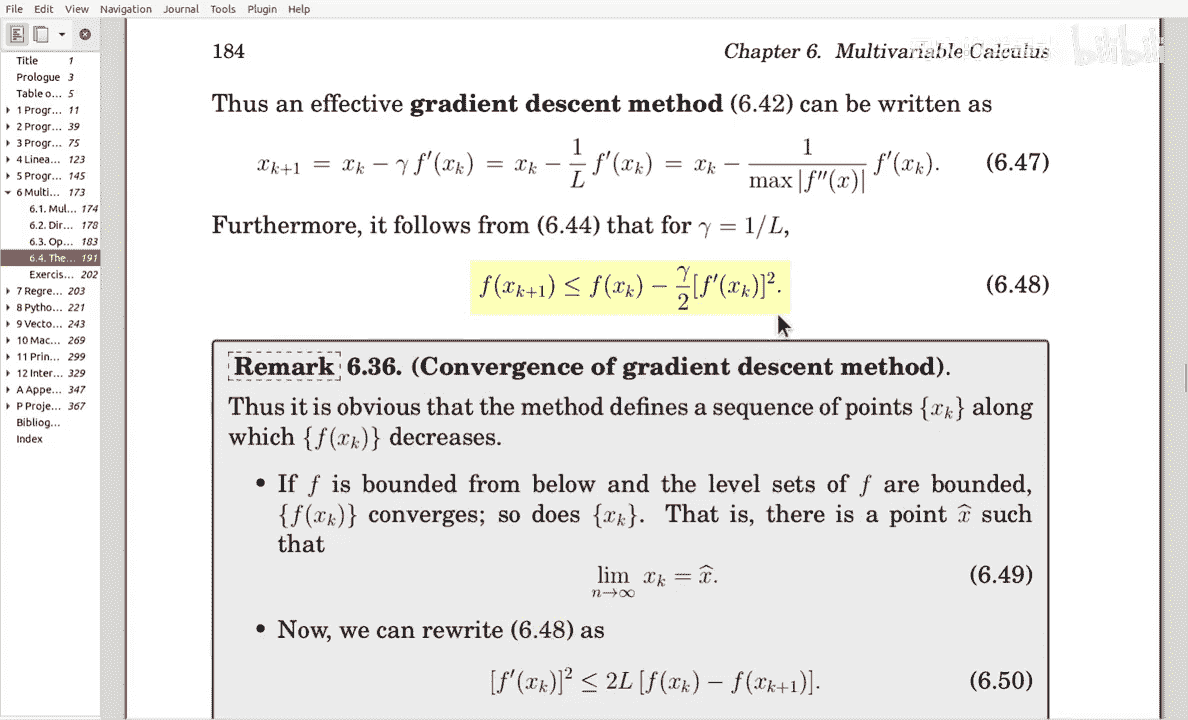 File Edit View Navigation Journal Tools Plugin Help
Title 1
Prologue 3
Table o... 5
1 Progr... 11
2 Progr... 39
3 Progr... 75
4 Linea... 123
5 Progr... 145
6 Multi... 173
6.1. Mul... 174
6.2. Dir... 178
6.3. Op... 183
6.4. The... 191
Exercis... 202
7 Regre... 203
8 Pytho... 221
9 Vecto... 243
10 Mac... 269
11 Prin... 299
12 Inter... 329
A Appe... 347
P Proje... 367
Bibliog...
Index
184 Chapter 6. Multivariable Calculus
Thus an effective gradient descent method (6.42) can be written as
x_{k+1} = x_k − γ f′(x_k) = x_k − \frac{1}{L} f′(x_k) = x_k − \frac{1}{max |f″(x)|} f′(x_k). (6.47)
Furthermore, it follows from (6.44) that for γ = 1/L,
f(x_{k+1}) ≤ f(x_k) − \frac{γ}{2}[f′(x_k)]². (6.48)
Remark 6.36. (Convergence of gradient descent method).
Thus it is obvious that the method defines a sequence of points {x_k} along
which {f(x_k)} decreases.
• If f is bounded from below and the level sets of f are bounded,
{f(x_k)} converges; so does {x_k}. That is, there is a point x̂ such
that
lim_{n→∞} x_k = x̂. (6.49)
• Now, we can rewrite (6.48) as
[f′(x_k)]² ≤ 2L [f(x_k) − f(x_{k+1})]. (6.50)